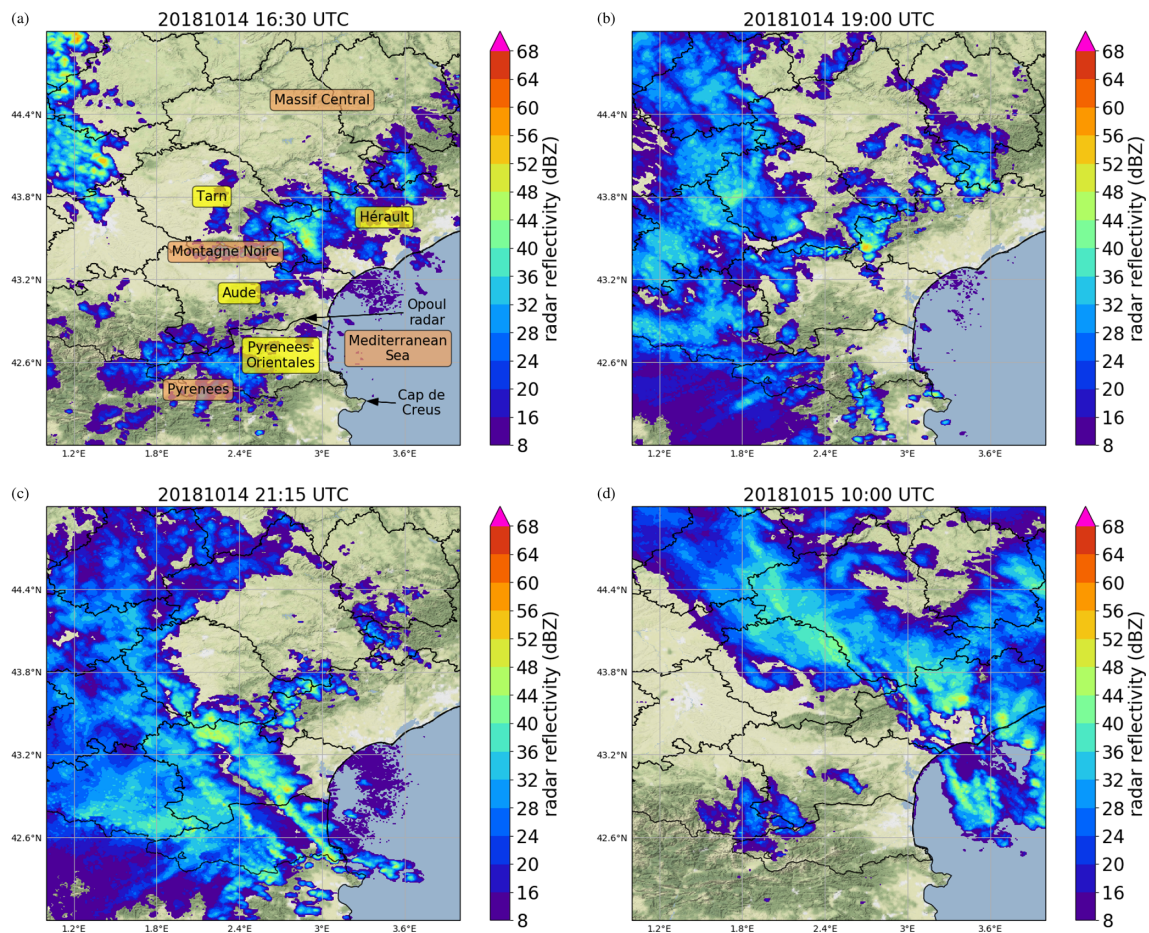 (a)
20181014 16:30 UTC
Massif Central
Tarn
Hérault
Montagne Noire
Aude
Opoul
radar
Pyrenees-
Orientales
Mediterranean
Sea
Pyrenees
Cap de
Creus
44.4°N
43.8°N
43.2°N
42.6°N
1.2°E
1.8°E
2.4°E
3°E
3.6°E
68
64
60
56
52
48
44
40
36
32
28
24
20
16
8
radar reflectivity (dBZ)
(b)
20181014 19:00 UTC
44.4°N
43.8°N
43.2°N
42.6°N
1.2°E
1.8°E
2.4°E
3°E
3.6°E
68
64
60
56
52
48
44
40
36
32
28
24
20
16
8
radar reflectivity (dBZ)
(c)
20181014 21:15 UTC
44.4°N
43.8°N
43.2°N
42.6°N
1.2°E
1.8°E
2.4°E
3°E
3.6°E
68
64
60
56
52
48
44
40
36
32
28
24
20
16
8
radar reflectivity (dBZ)
(d)
20181015 10:00 UTC
44.4°N
43.8°N
43.2°N
42.6°N
1.2°E
1.8°E
2.4°E
3°E
3.6°E
68
64
60
56
52
48
44
40
36
32
28
24
20
16
8
radar reflectivity (dBZ)